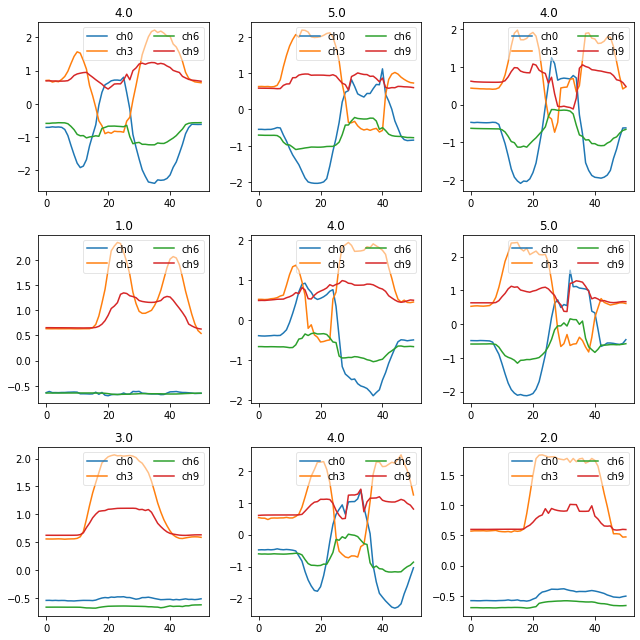 4.0 5.0 4.0
ch0 ch6 ch0 ch6 ch0 ch6
ch3 ch9 ch3 ch9 ch3 ch9
2 2 2
1 1 1
0 0 0
−1 −1 −1
−2 −2 −2
0 20 40 0 20 40 0 20 40
1.0 4.0 5.0
ch0 ch6 ch0 ch6 ch0 ch6
ch3 ch9 ch3 ch9 ch3 ch9
2.0 2 2
1.5 1 1
1.0 0 0
0.5 −1 −1
0.0 −2 −2
−0.5
0 20 40 0 20 40 0 20 40
3.0 4.0 2.0
ch0 ch6 ch0 ch6 ch0 ch6
ch3 ch9 ch3 ch9 ch3 ch9
2.0 2 1.5
1.5 1 1.0
1.0 0 0.5
0.5 −1 0.0
0.0 −2 −0.5
−0.5
0 20 40 0 20 40 0 20 40